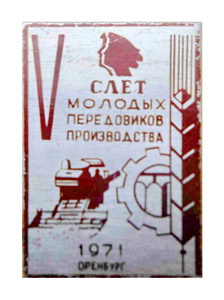 V
СЛЕТ
МОЛОДЫХ
ПЕРЕДОВИКОВ
ПРОИЗВОДСТВА
1971
ОРЕНБУРГ